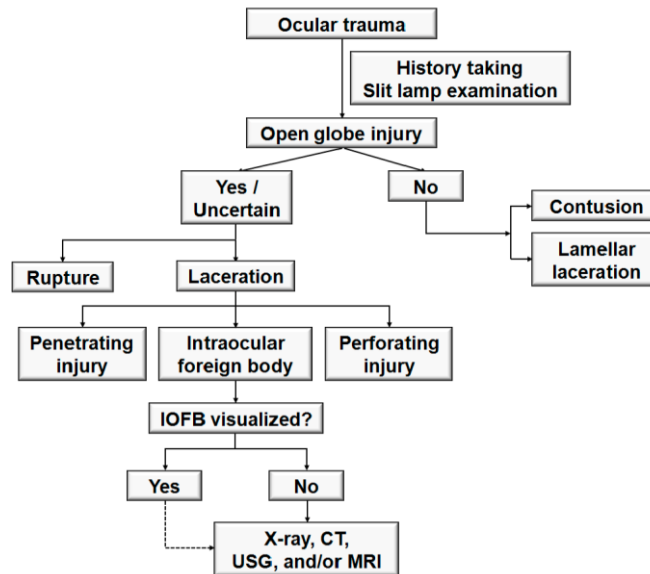 Ocular trauma
History taking
Slit lamp examination
Open globe injury
Yes /
Uncertain
No
Contusion
Lamellar
laceration
Rupture
Laceration
Penetrating
injury
Intraocular
foreign body
Perforating
injury
IOFB visualized?
Yes
No
X-ray, CT,
USG, and/or MRI